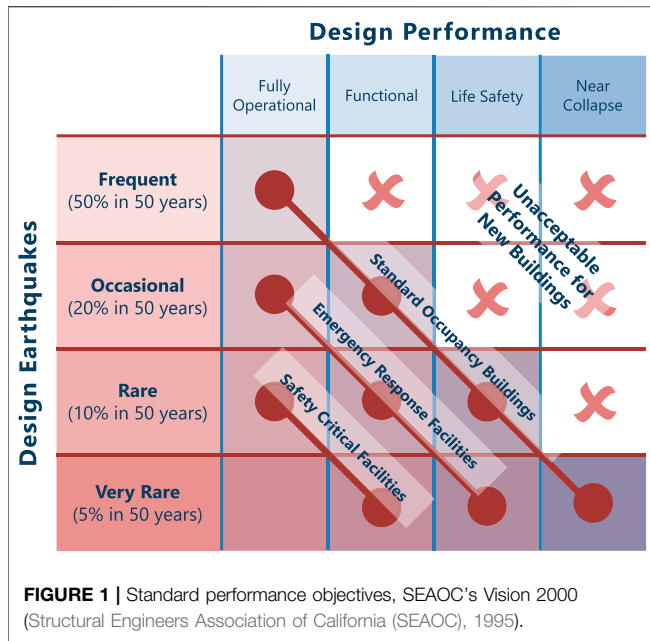 Design Performance
Fully
Operational
Functional
Life Safety
Near
Collapse
Design Earthquakes
Frequent
(50% in 50 years)
Occasional
(20% in 50 years)
Rare
(10% in 50 years)
Very Rare
(5% in 50 years)
Unacceptable
Performance for
New Buildings
Standard Occupancy Buildings
Emergency Response Facilities
Safety Critical Facilities
FIGURE 1 | Standard performance objectives, SEAOC’s Vision 2000
(Structural Engineers Association of California (SEAOC), 1995).